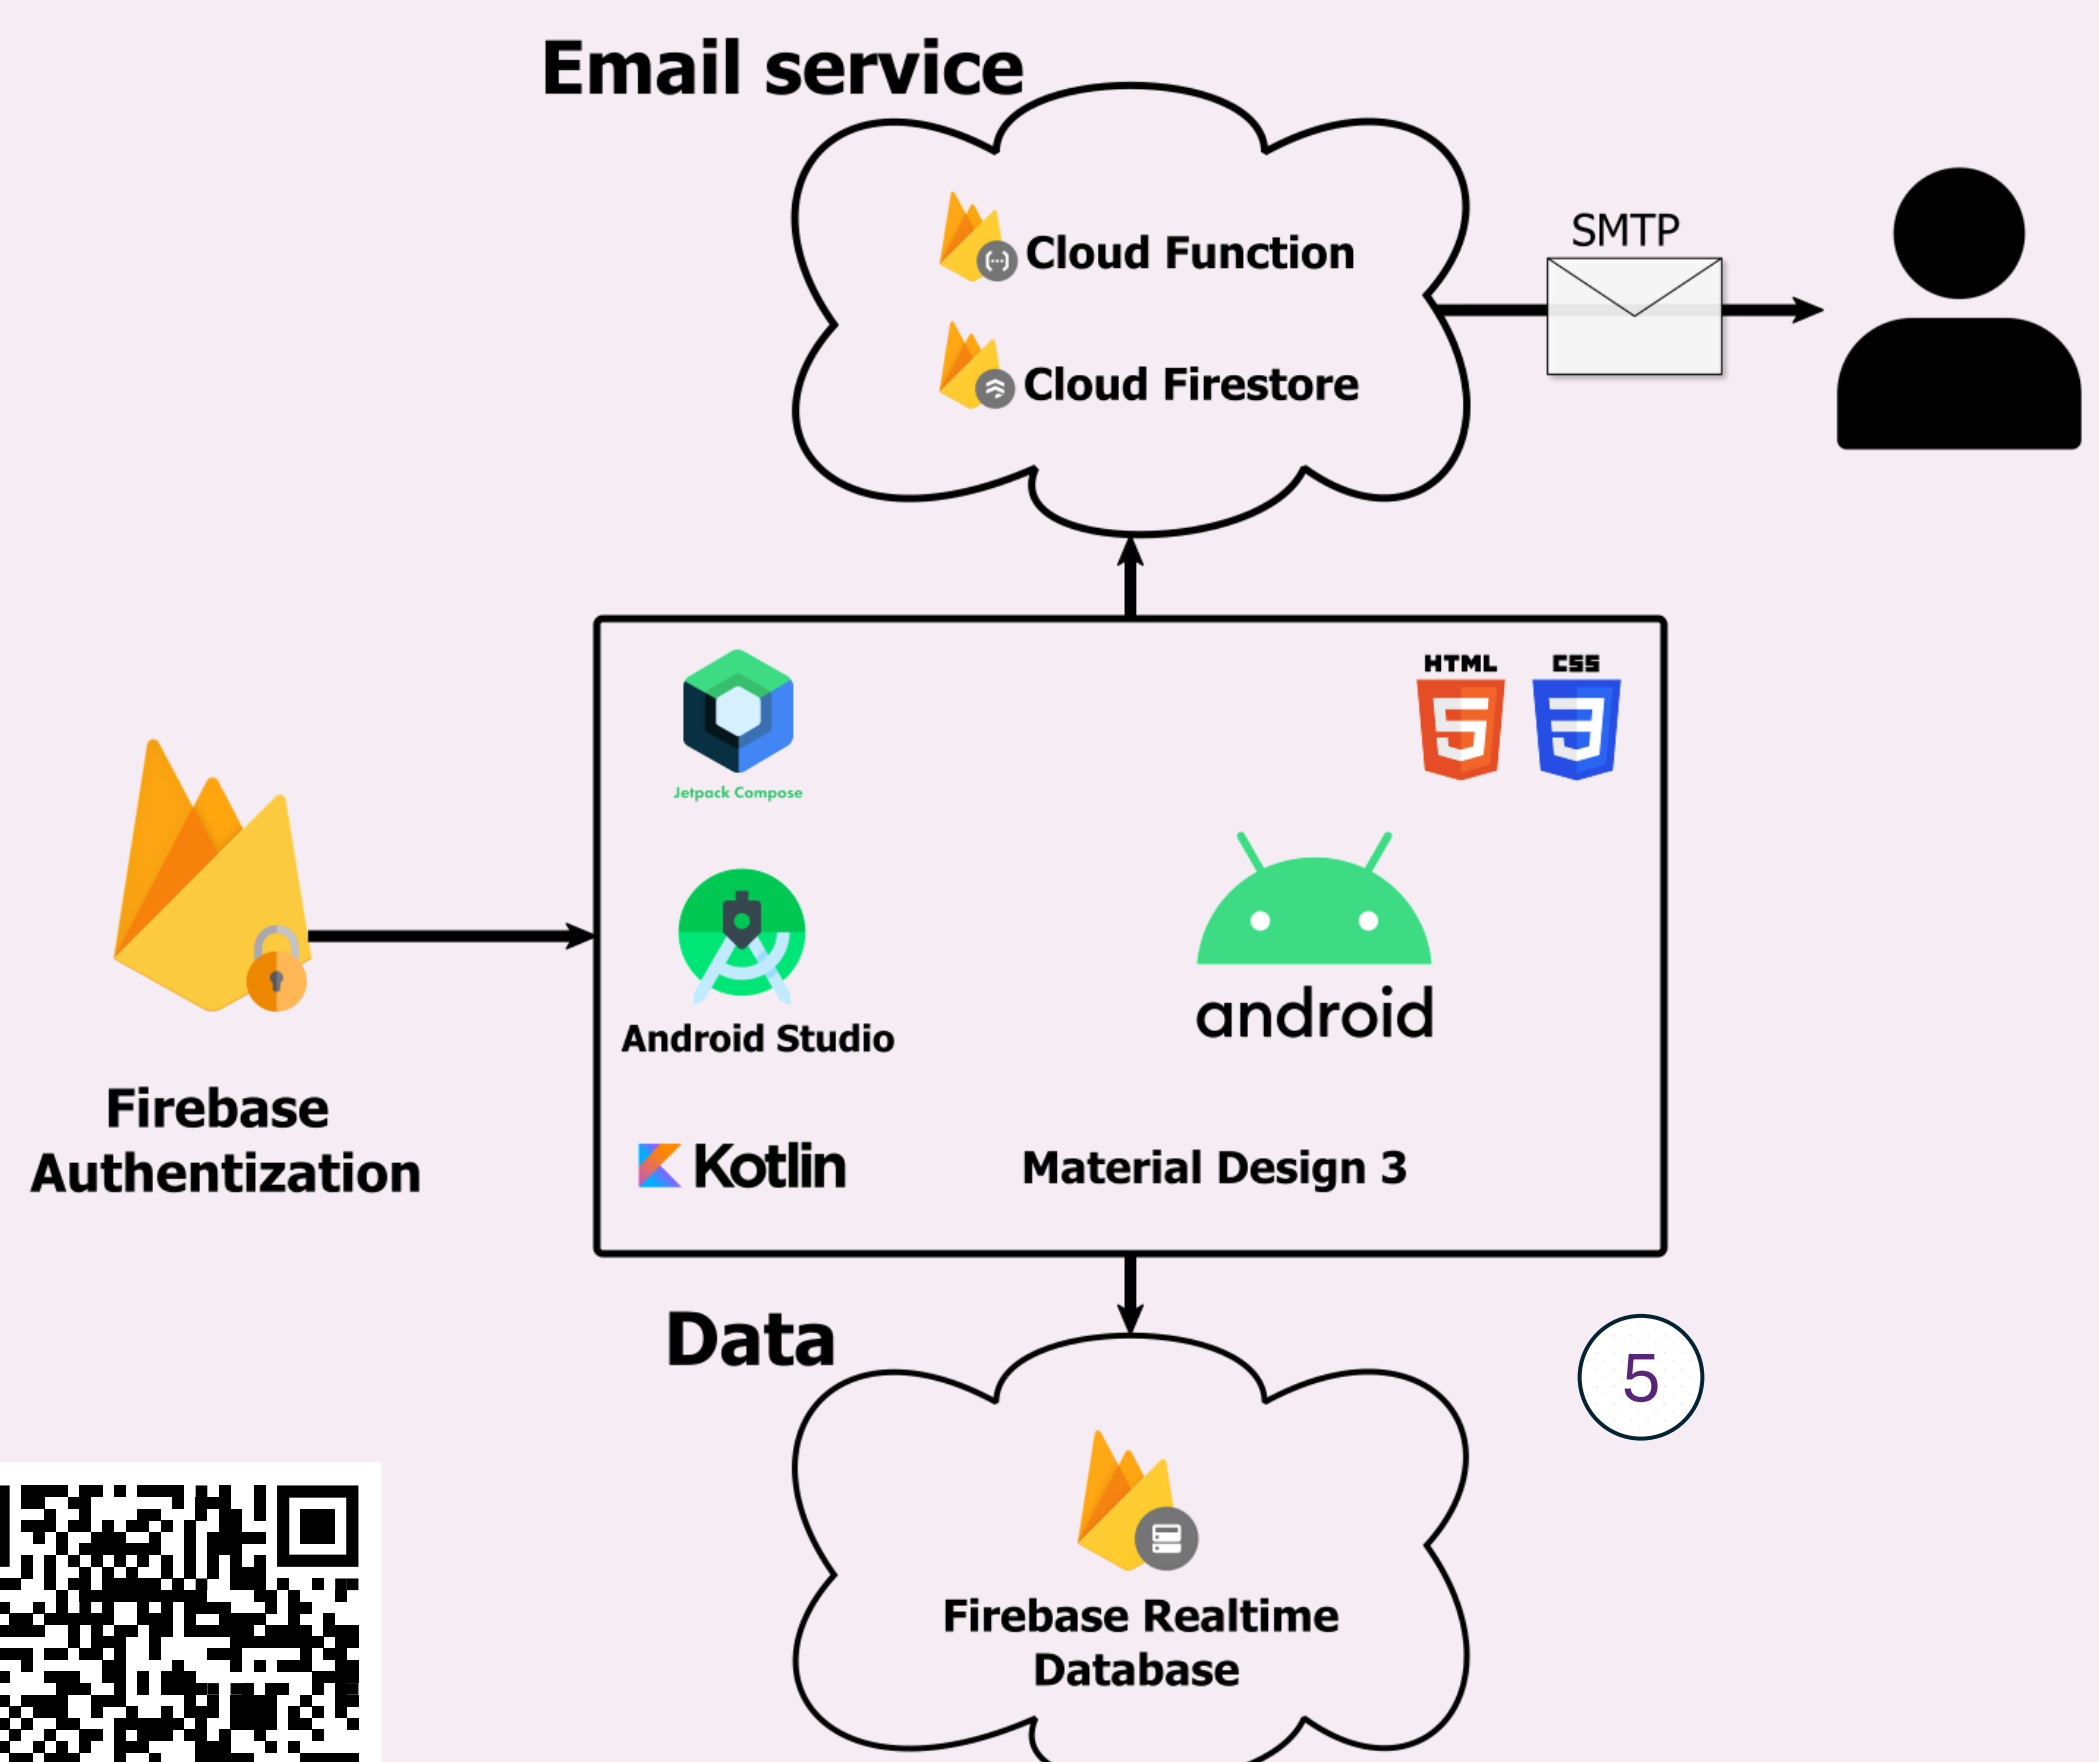 Email service
Cloud Function
Cloud Firestore
SMTP
HTML
CSS
Jetpack Compose
android
Android Studio
Kotlin
Material Design 3
Firebase
Authentization
Data
5
Firebase Realtime
Database